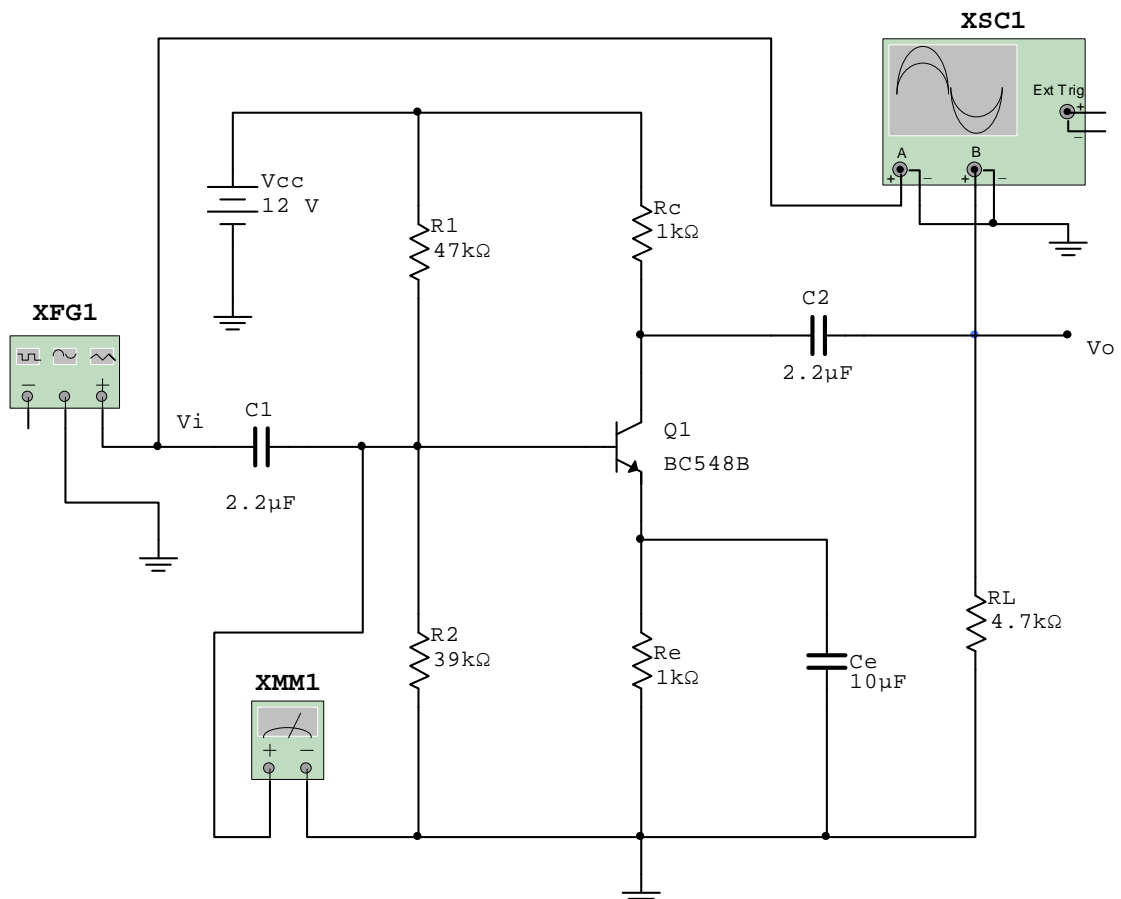 XSC1
Ext Trig
+
−
A
B
+
−
+
−
Vcc
12 V
R1
47kΩ
Rc
1kΩ
XFG1
−
+
C2
2.2µF
Vo
Vi
C1
2.2µF
Q1
BC548B
R2
39kΩ
Re
1kΩ
Ce
10µF
RL
4.7kΩ
XMM1
+
−